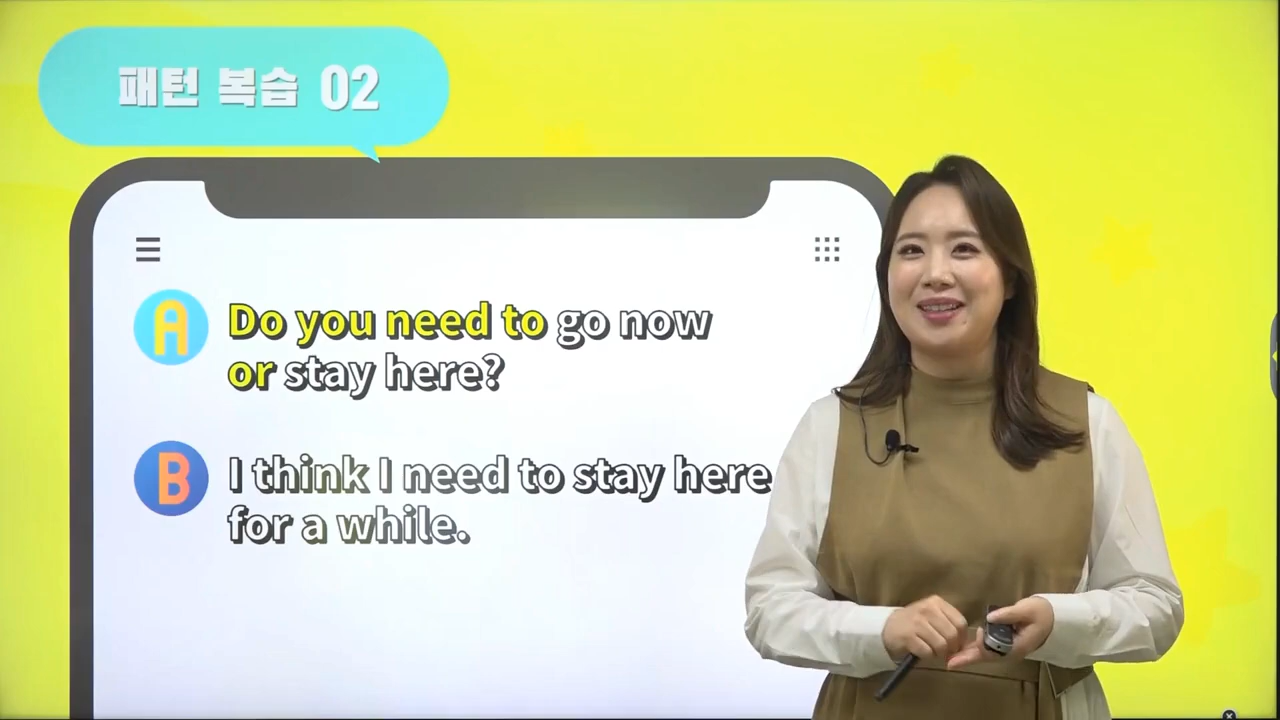 패턴 복습 02
A
Do you need to go now
or stay here?
B
I think I need to stay here
for a while.